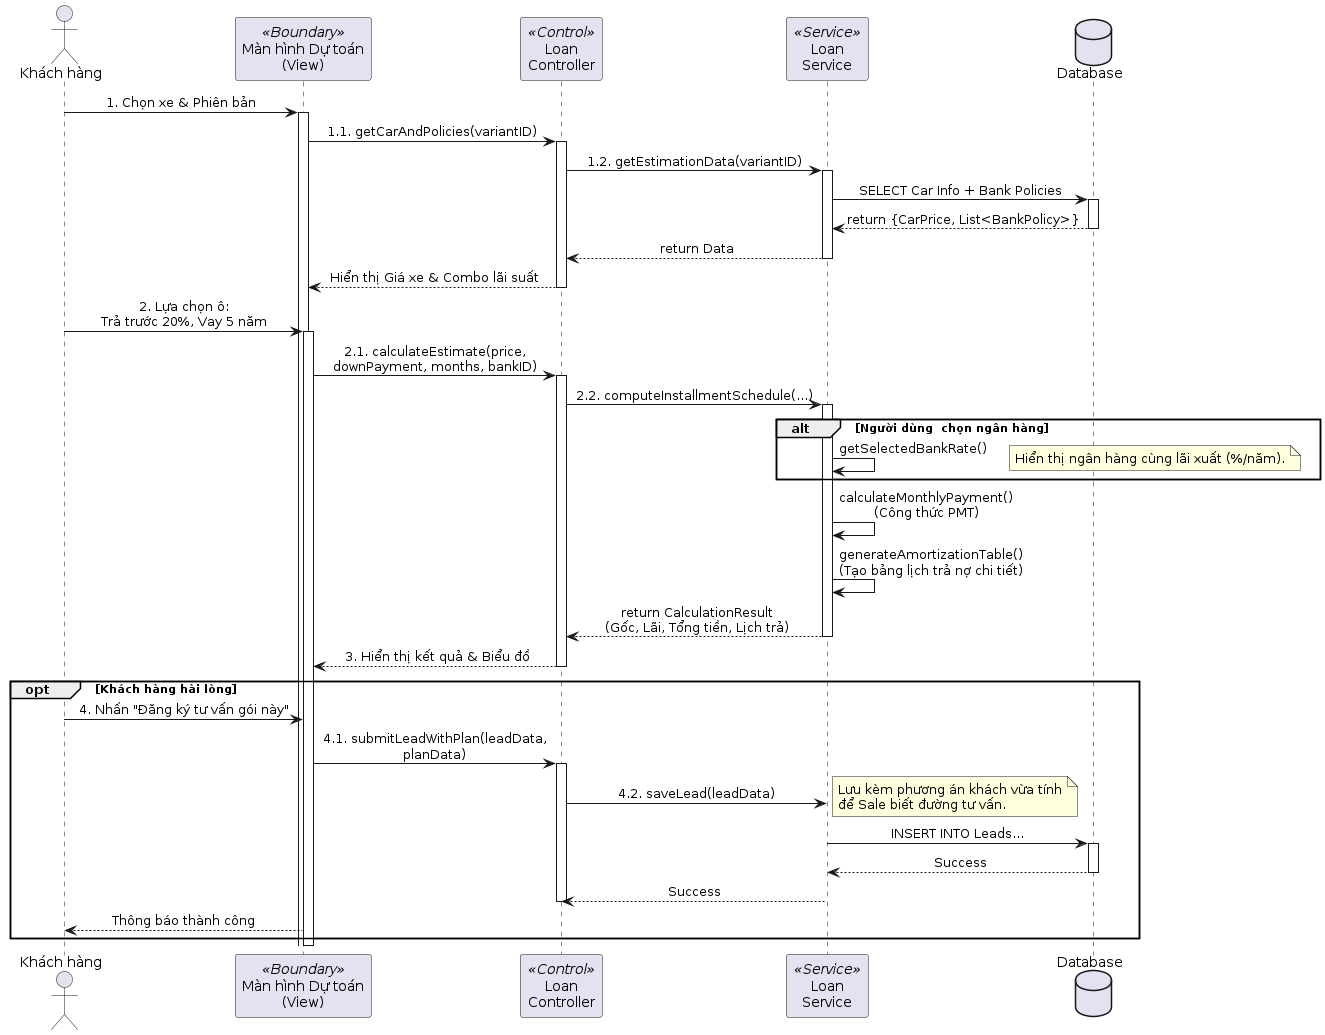 Khách hàng
«Boundary»
Màn hình Dự toán
(View)
«Control»
Loan
Controller
«Service»
Loan
Service
Database
1. Chọn xe & Phiên bản
1.1. getCarAndPolicies(variantID)
1.2. getEstimationData(variantID)
SELECT Car Info + Bank Policies
return {CarPrice, List<BankPolicy>}
return Data
Hiển thị Giá xe & Combo lãi suất
2. Lựa chọn ô:
Trả trước 20%, Vay 5 năm
2.1. calculateEstimate(price,
downPayment, months, bankID)
2.2. computeInstallmentSchedule(...)
alt
[Người dùng  chọn ngân hàng]
getSelectedBankRate()
Hiển thị ngân hàng cùng lãi xuất (%/năm).
calculateMonthlyPayment()
(Công thức PMT)
generateAmortizationTable()
(Tạo bảng lịch trả nợ chi tiết)
return CalculationResult
(Gốc, Lãi, Tổng tiền, Lịch trả)
3. Hiển thị kết quả & Biểu đồ
opt
[Khách hàng hài lòng]
4. Nhấn "Đăng ký tư vấn gói này"
4.1. submitLeadWithPlan(leadData,
planData)
4.2. saveLead(leadData)
Lưu kèm phương án khách vừa tính
để Sale biết đường tư vấn.
INSERT INTO Leads...
Success
Success
Thông báo thành công
Khách hàng
«Boundary»
Màn hình Dự toán
(View)
«Control»
Loan
Controller
«Service»
Loan
Service
Database